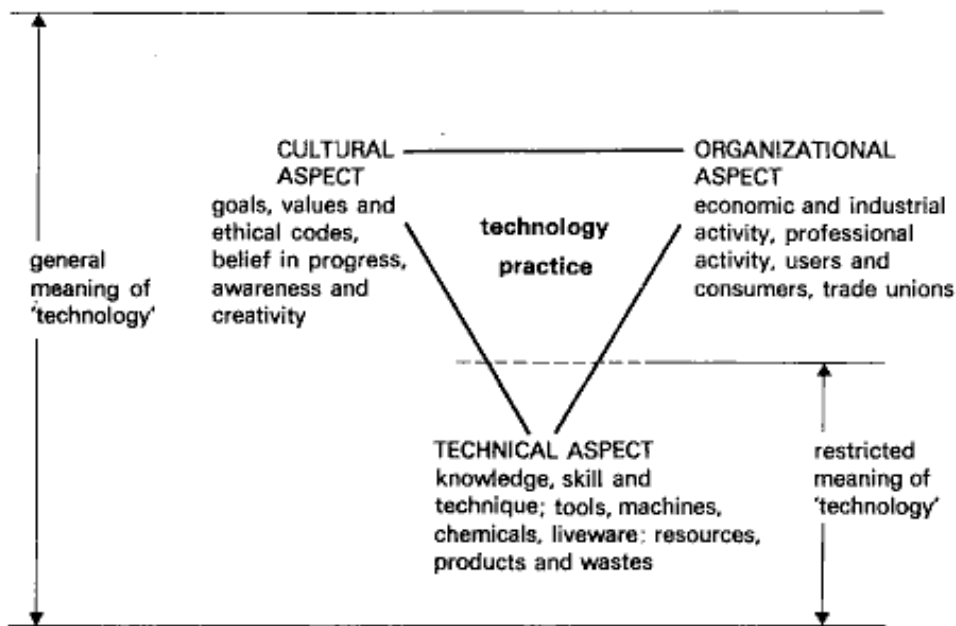 CULTURAL
ASPECT
goals, values and
ethical codes,
belief in progress,
awareness and
creativity
ORGANIZATIONAL
ASPECT
economic and industrial
activity, professional
activity, users and
consumers, trade unions
technology
practice
general
meaning of
'technology'
TECHNICAL ASPECT
knowledge, skill and
technique; tools, machines,
chemicals, liveware: resources,
products and wastes
restricted
meaning of
'technology'